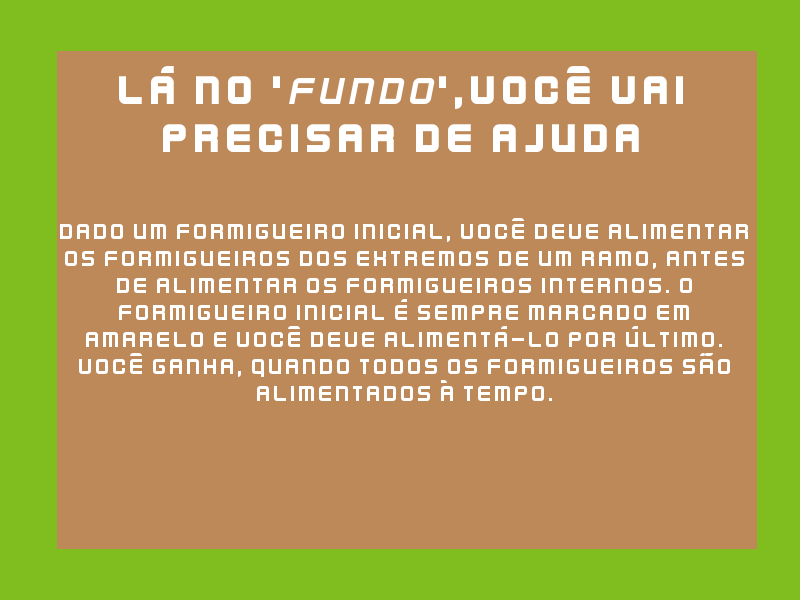 LÁ NO 'FUNDO',VOCÊ VAI
PRECISAR DE AJUDA
DADO UM FORMIGUEIRO INICIAL, VOCÊ DEVE ALIMENTAR
OS FORMIGUEIROS DOS EXTREMOS DE UM RAMO, ANTES
DE ALIMENTAR OS FORMIGUEIROS INTERNOS. O
FORMIGUEIRO INICIAL É SEMPRE MARCADO EM
AMARELO E VOCÊ DEVE ALIMENTÁ-LO POR ÚLTIMO.
VOCÊ GANHA, QUANDO TODOS OS FORMIGUEIROS SÃO
ALIMENTADOS À TEMPO.